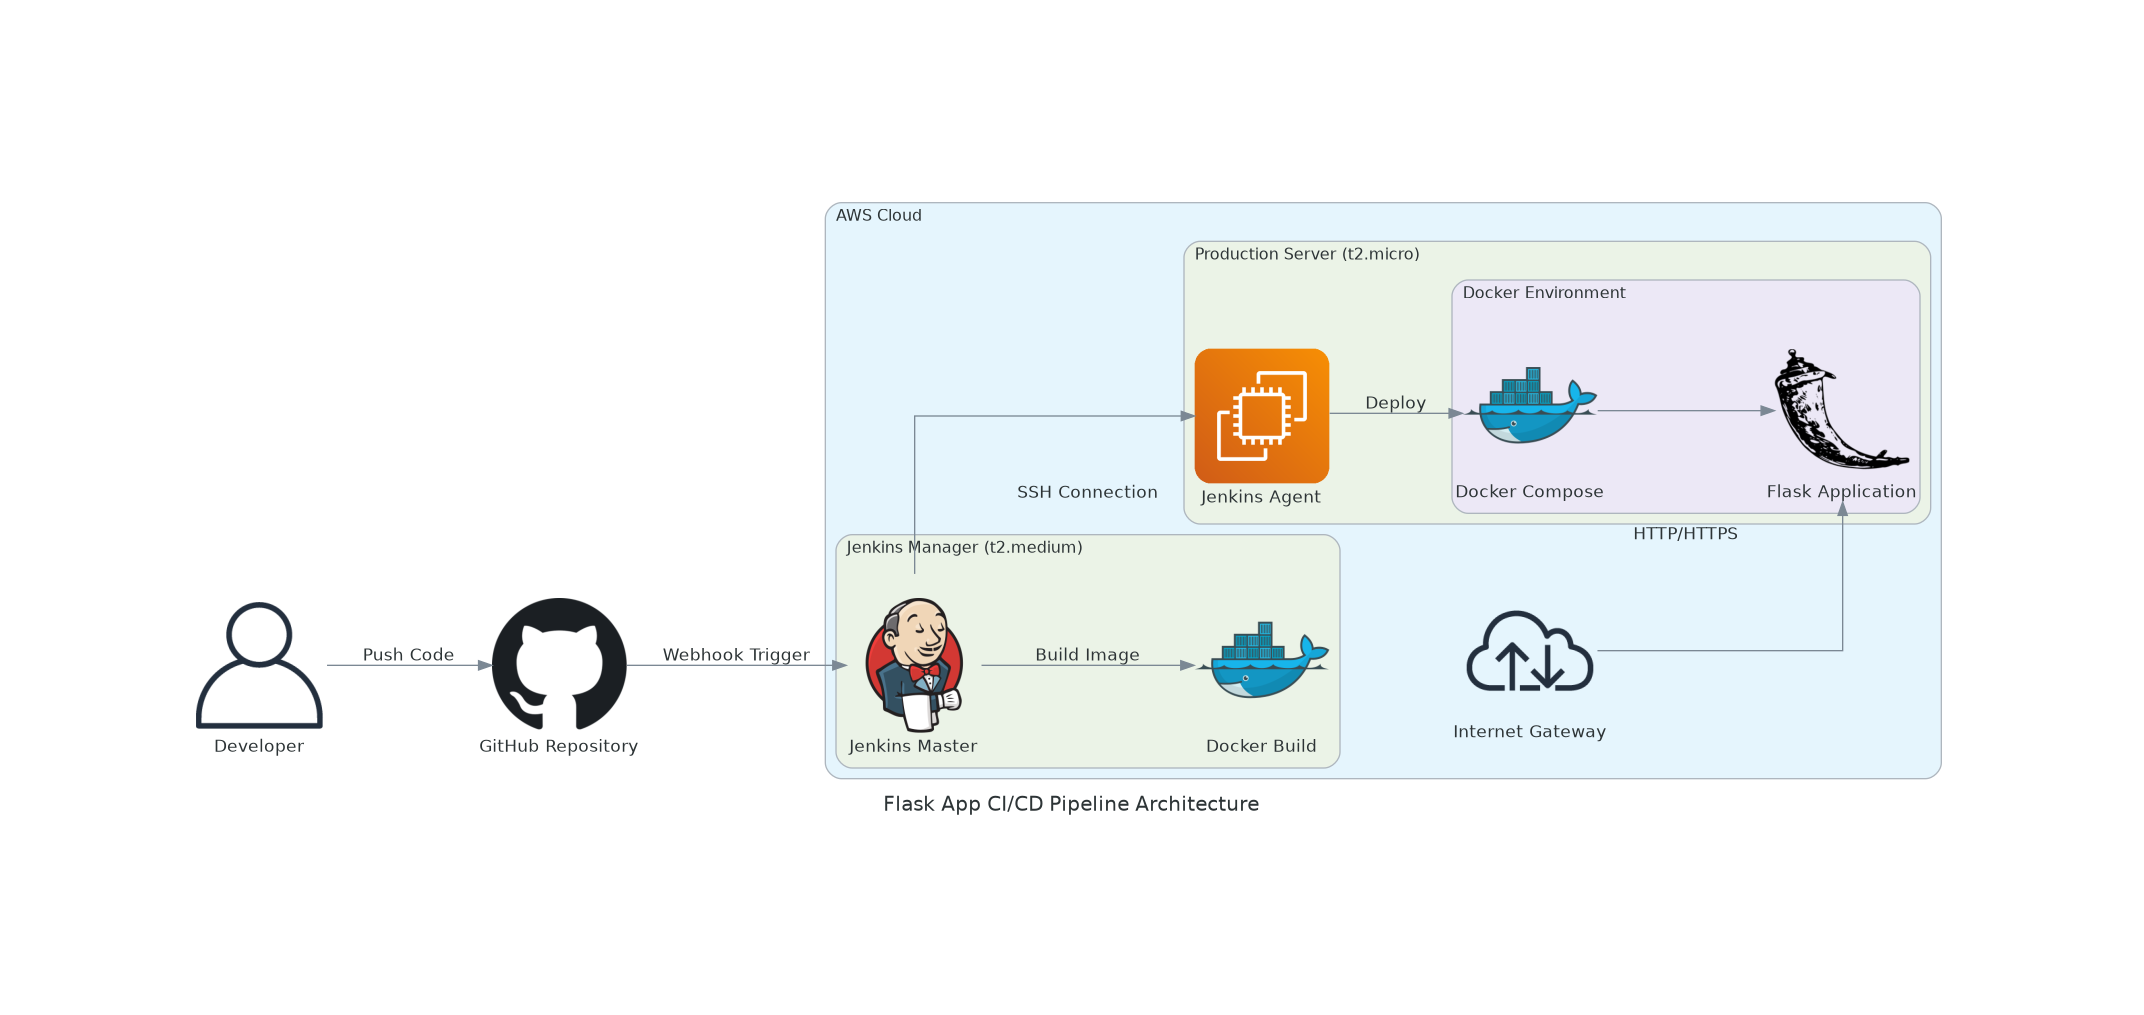 AWS Cloud
Production Server (t2.micro)
Docker Environment
Deploy
SSH Connection
Jenkins Agent
Docker Compose
Flask Application
HTTP/HTTPS
Jenkins Manager (t2.medium)
Push Code
Webhook Trigger
Build Image
Developer
GitHub Repository
Jenkins Master
Docker Build
Internet Gateway
Flask App CI/CD Pipeline Architecture